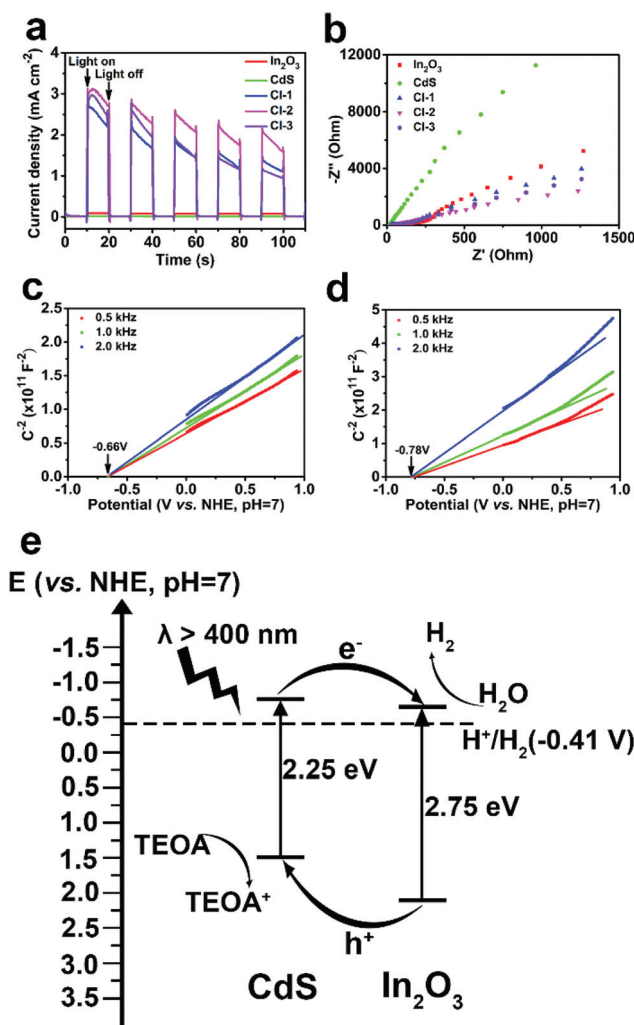 a
Current density (mA cm⁻²)
4
3
2
1
0
Light on
Light off
In₂O₃
CdS
CI-1
CI-2
CI-3
0 20 40 60 80 100
Time (s)
b
-Z'' (Ohm)
12000
8000
4000
0
In₂O₃
CdS
CI-1
CI-2
CI-3
0 500 1000 1500
Z' (Ohm)
c
C⁻² (x10¹¹ F⁻²)
2.5
2.0
1.5
1.0
0.5
0.0
0.5 kHz
1.0 kHz
2.0 kHz
-0.66V
-1.0 -0.5 0.0 0.5 1.0
Potential (V vs. NHE, pH=7)
d
C⁻² (x10¹¹ F⁻²)
5
4
3
2
1
0
0.5 kHz
1.0 kHz
2.0 kHz
-0.78V
-1.0 -0.5 0.0 0.5 1.0
Potential (V vs. NHE, pH=7)
e
E (vs. NHE, pH=7)
-1.5
-1.0
-0.5
0.0
0.5
1.0
1.5
2.0
2.5
3.0
3.5
λ > 400 nm
e⁻
H₂
H₂O
H⁺/H₂(-0.41 V)
2.25 eV
2.75 eV
TEOA
TEOA⁺
h⁺
CdS
In₂O₃